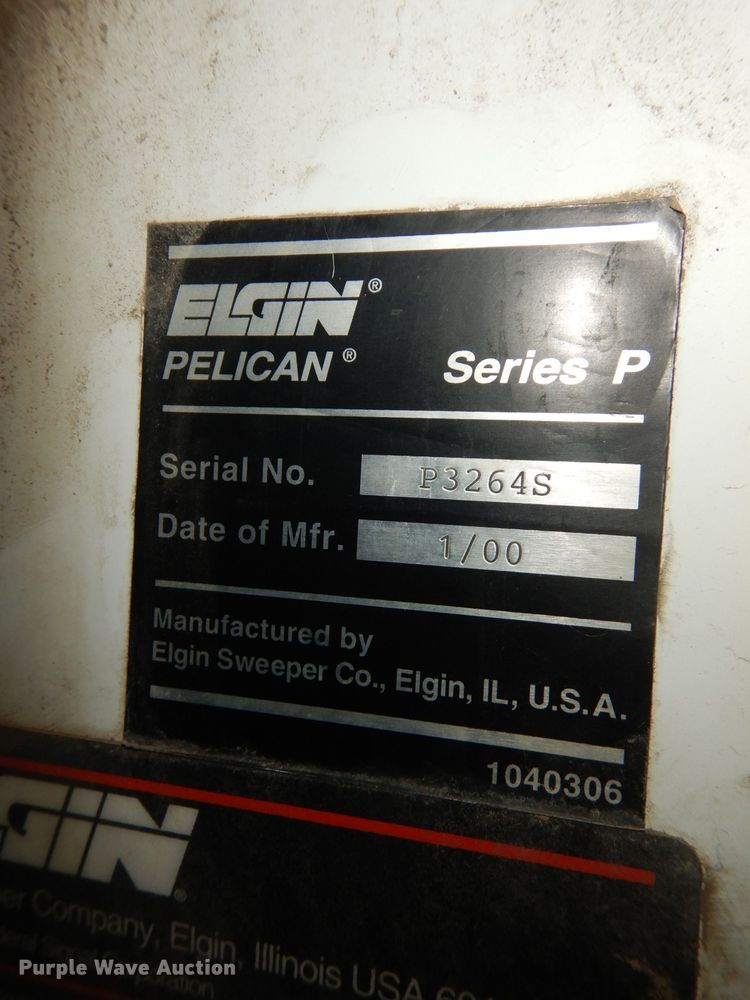 ELGIN®
PELICAN® Series P
Serial No. P3264S
Date of Mfr. 1/00
Manufactured by
Elgin Sweeper Co., Elgin, IL, U.S.A.
1040306
ELGIN®
Company, Elgin, Illinois USA
Purple Wave Auction